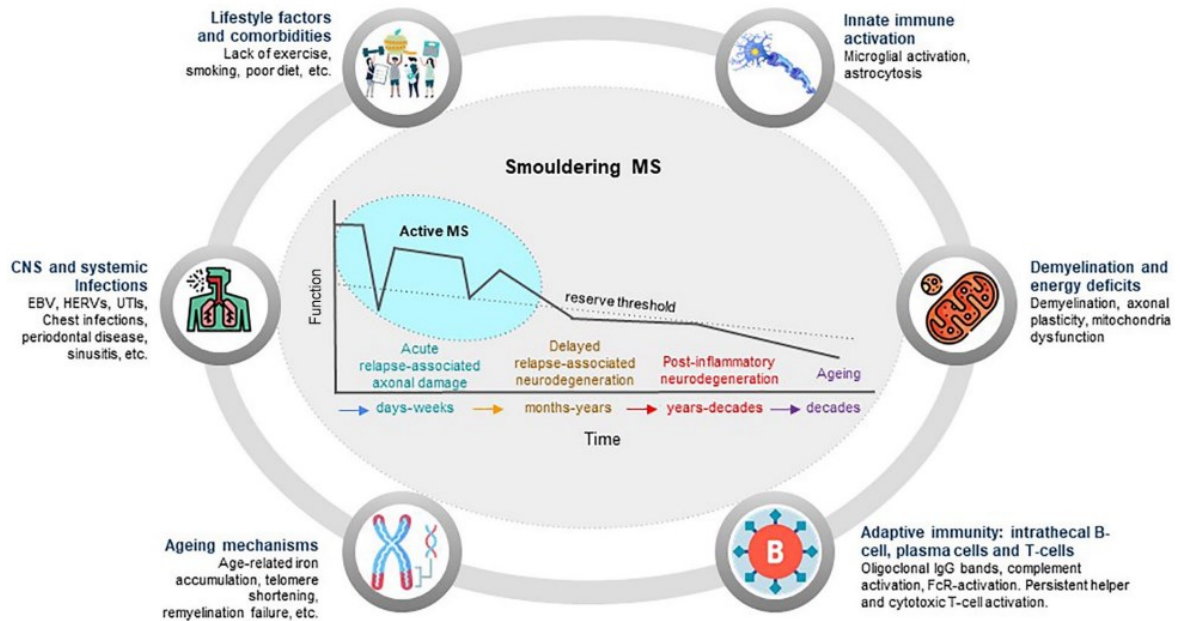 Lifestyle factors
and comorbidities
Lack of exercise,
smoking, poor diet, etc.
Innate immune
activation
Microglial activation,
astrocytosis
Smouldering MS
Active MS
CNS and systemic
Infections
EBV, HERVs, UTIs,
Chest infections,
periodontal disease,
sinusitis, etc.
Demyelination and
energy deficits
Demyelination, axonal
plasticity, mitochondria
dysfunction
Function
reserve threshold
Acute
relapse-associated
axonal damage
Delayed
relapse-associated
neurodegeneration
Post-inflammatory
neurodegeneration
Ageing
days-weeks
months-years
years-decades
decades
Time
Ageing mechanisms
Age-related iron
accumulation, telomere
shortening,
remyelination failure, etc.
B
Adaptive immunity: intrathecal B-
cell, plasma cells and T-cells
Oligoclonal IgG bands, complement
activation, FcR-activation. Persistent helper
and cytotoxic T-cell activation.